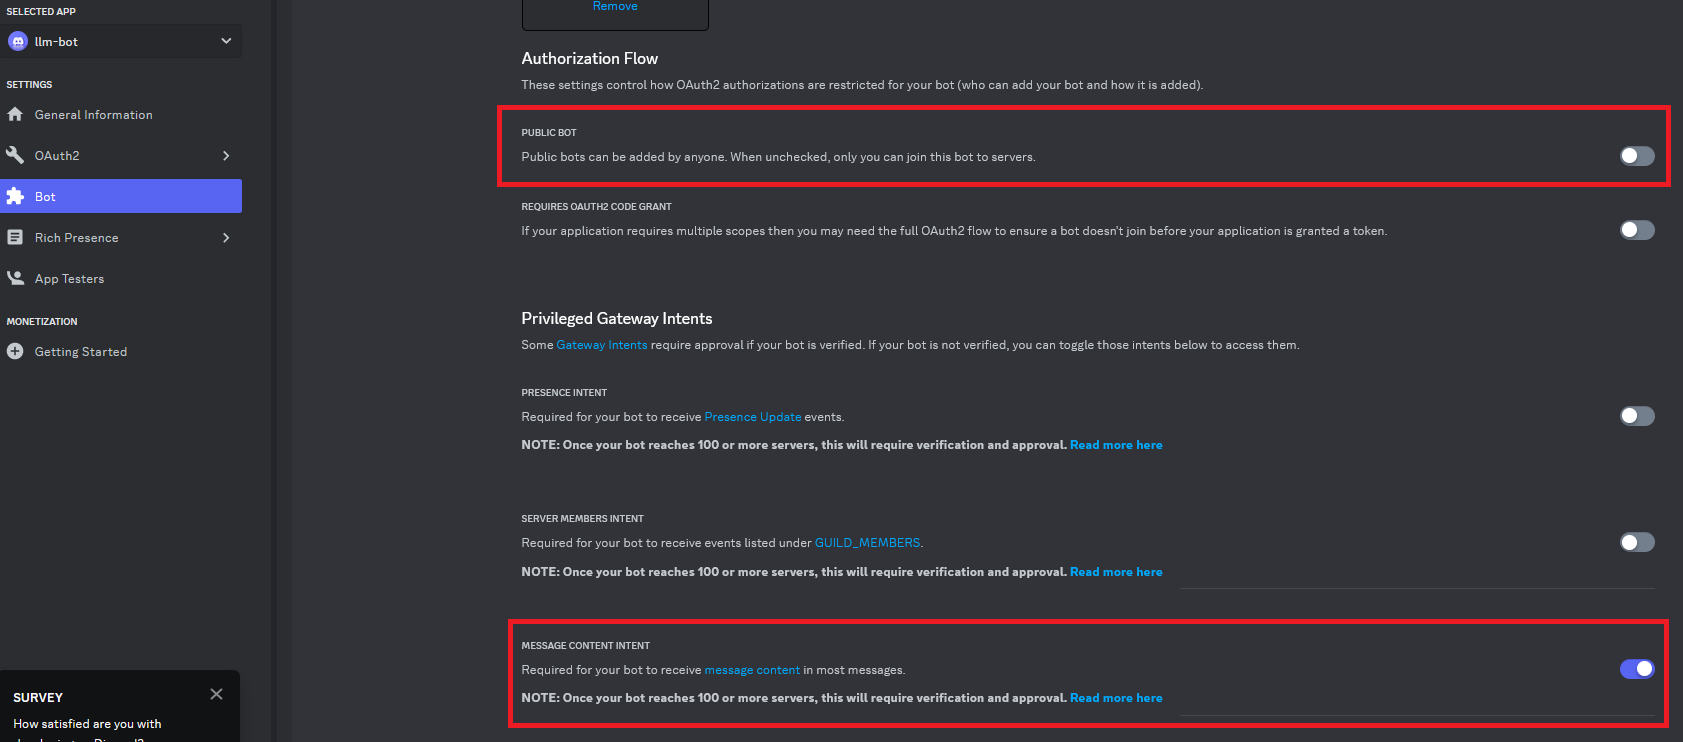 SELECTED APP
llm-bot
SETTINGS
General Information
OAuth2
Bot
Rich Presence
App Testers
MONETIZATION
Getting Started
SURVEY
How satisfied are you with
Remove
Authorization Flow
These settings control how OAuth2 authorizations are restricted for your bot (who can add your bot and how it is added).
PUBLIC BOT
Public bots can be added by anyone. When unchecked, only you can join this bot to servers.
REQUIRES OAUTH2 CODE GRANT
If your application requires multiple scopes then you may need the full OAuth2 flow to ensure a bot doesn't join before your application is granted a token.
Privileged Gateway Intents
Some Gateway Intents require approval if your bot is verified. If your bot is not verified, you can toggle those intents below to access them.
PRESENCE INTENT
Required for your bot to receive Presence Update events.
NOTE: Once your bot reaches 100 or more servers, this will require verification and approval. Read more here
SERVER MEMBERS INTENT
Required for your bot to receive events listed under GUILD_MEMBERS.
NOTE: Once your bot reaches 100 or more servers, this will require verification and approval. Read more here
MESSAGE CONTENT INTENT
Required for your bot to receive message content in most messages.
NOTE: Once your bot reaches 100 or more servers, this will require verification and approval. Read more here